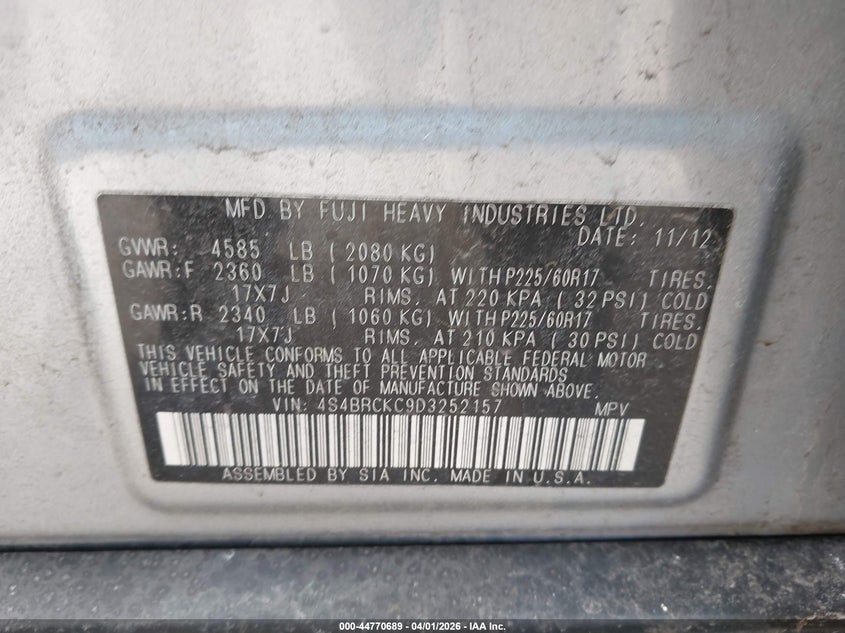 MFD BY FUJI HEAVY INDUSTRIES LTD.
DATE: 11/12
GVWR: 4585 LB ( 2080 KG)
GAWR:F 2360 LB ( 1070 KG) WITH P225/60R17 TIRES.
17X7J RIMS. AT 220 KPA ( 32 PSI) COLD
GAWR:R 2340 LB ( 1060 KG) WITH P225/60R17 TIRES.
17X7J RIMS. AT 210 KPA ( 30 PSI) COLD
THIS VEHICLE CONFORMS TO ALL APPLICABLE FEDERAL MOTOR
VEHICLE SAFETY AND THEFT PREVENTION STANDARDS
IN EFFECT ON THE DATE OF MANUFACTURE SHOWN ABOVE.
VIN: 4S4BRCKC9D3252157 MPV
ASSEMBLED BY SIA INC. MADE IN U.S.A.
000-44770689 - 04/01/2026 - IAA Inc.